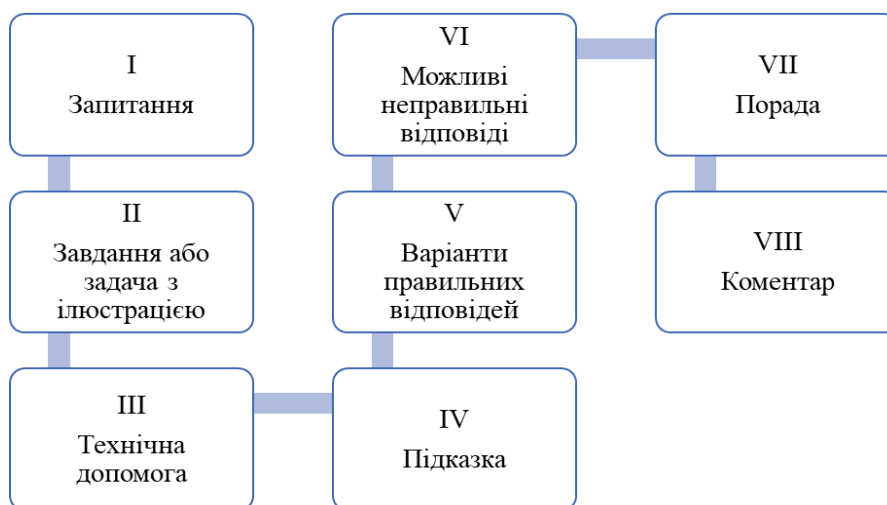 I
Запитання
II
Завдання або
задача з
ілюстрацією
III
Технічна
допомога
IV
Підказка
V
Варіанти
правильних
відповідей
VI
Можливі
неправильні
відповіді
VII
Порада
VIII
Коментар